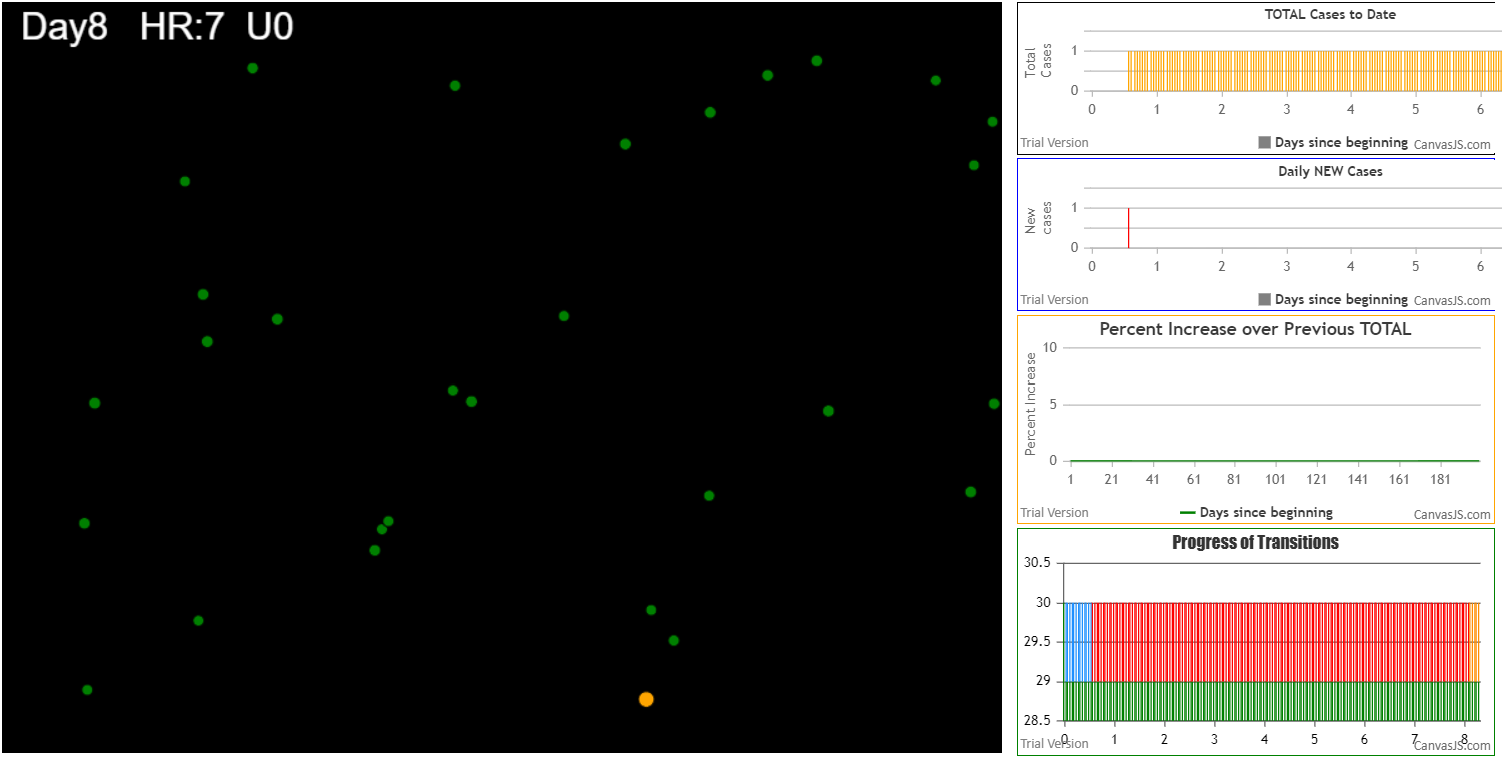 Day8 HR:7 U0
TOTAL Cases to Date
Total
Cases
1
0
0 1 2 3 4 5 6
Trial Version
Days since beginning
CanvasJS.com
Daily NEW Cases
New
cases
1
0
0 1 2 3 4 5 6
Trial Version
Days since beginning
CanvasJS.com
Percent Increase over Previous TOTAL
Percent Increase
10
5
0
1 21 41 61 81 101 121 141 161 181
Trial Version
Days since beginning
CanvasJS.com
Progress of Transitions
30.5
30
29.5
29
28.5
0 1 2 3 4 5 6 7 8
Trial Version
CanvasJS.com